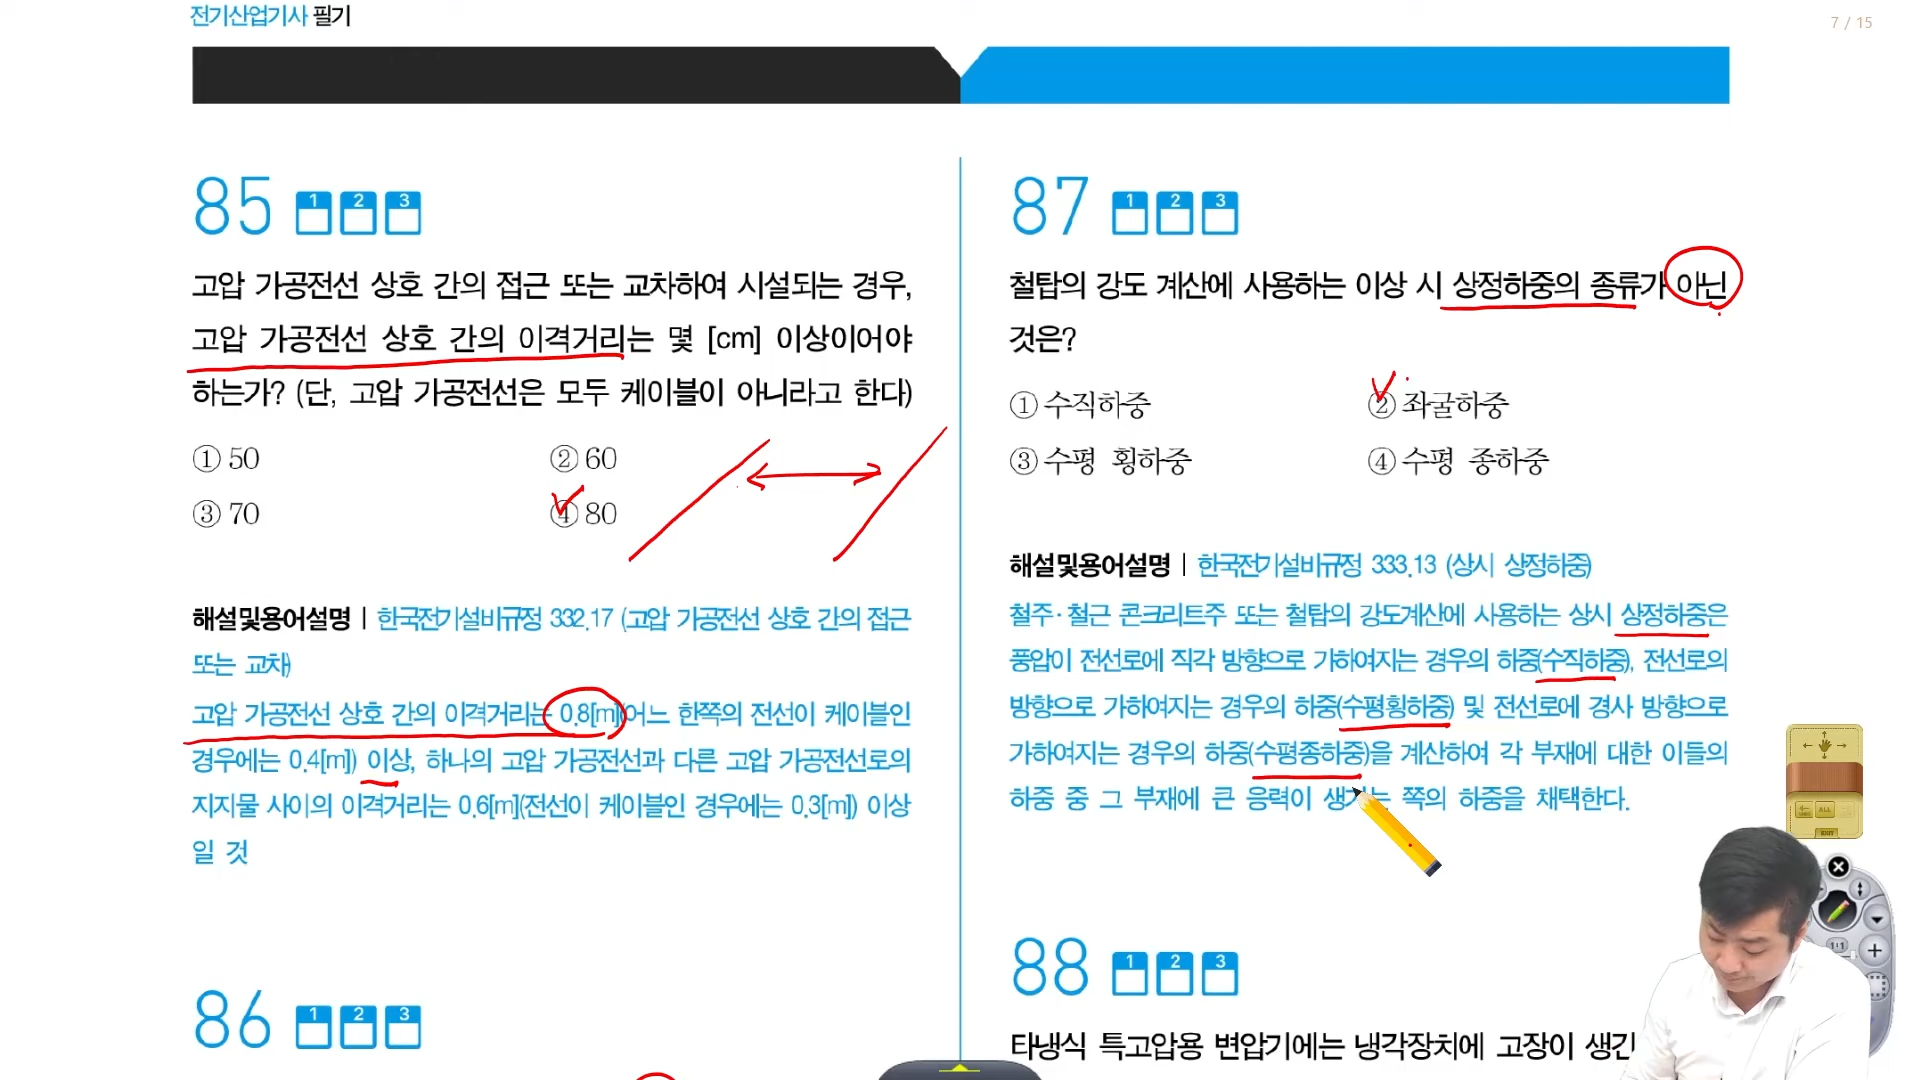 전기산업기사 필기
7 / 15
85 1 2 3
고압 가공전선 상호 간의 접근 또는 교차하여 시설되는 경우,
고압 가공전선 상호 간의 이격거리는 몇 [cm] 이상이어야
하는가? (단, 고압 가공전선은 모두 케이블이 아니라고 한다)
① 50 ② 60
③ 70 ④ 80
해설및용어설명 | 한국전기설비규정 332.17 (고압 가공전선 상호 간의 접근
또는 교차)
고압 가공전선 상호 간의 이격거리는 0.8[m](어느 한쪽의 전선이 케이블인
경우에는 0.4[m]) 이상, 하나의 고압 가공전선과 다른 고압 가공전선로의
지지물 사이의 이격거리는 0.6[m](전선이 케이블인 경우에는 0.3[m]) 이상
일 것
86 1 2 3
87 1 2 3
철탑의 강도 계산에 사용하는 이상 시 상정하중의 종류가 아닌
것은?
① 수직하중 ② 좌굴하중
③ 수평 횡하중 ④ 수평 종하중
해설및용어설명 | 한국전기설비규정 333.13 (상시 상정하중)
철주·철근 콘크리트주 또는 철탑의 강도계산에 사용하는 상시 상정하중은
풍압이 전선로에 직각 방향으로 가하여지는 경우의 하중(수직하중), 전선로의
방향으로 가하여지는 경우의 하중(수평횡하중) 및 전선로에 경사 방향으로
가하여지는 경우의 하중(수평종하중)을 계산하여 각 부재에 대한 이들의
하중 중 그 부재에 큰 응력이 생기는 쪽의 하중을 채택한다.
88 1 2 3
타냉식 특고압용 변압기에는 냉각장치에 고장이 생긴
ALL
EXIT
1:1